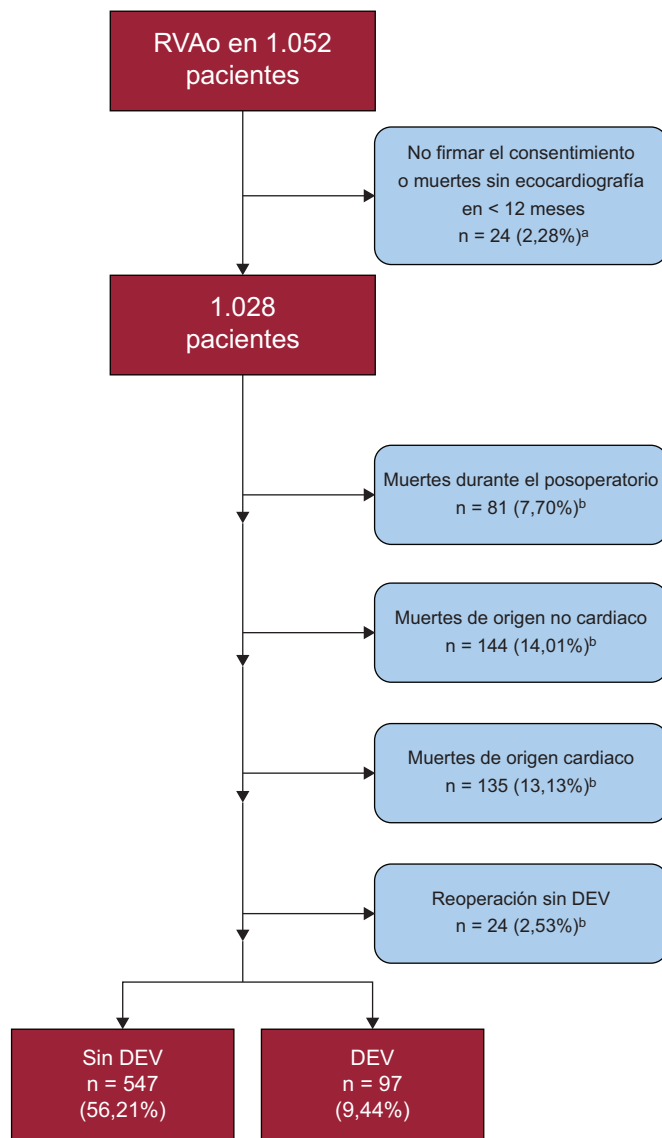 RVAo en 1.052
pacientes
No firmar el consentimiento
o muertes sin ecocardiografía
en < 12 meses
n = 24 (2,28%)ª
1.028
pacientes
Muertes durante el posoperatorio
n = 81 (7,70%)ᵇ
Muertes de origen no cardiaco
n = 144 (14,01%)ᵇ
Muertes de origen cardiaco
n = 135 (13,13%)ᵇ
Reoperación sin DEV
n = 24 (2,53%)ᵇ
Sin DEV
n = 547
(56,21%)
DEV
n = 97
(9,44%)